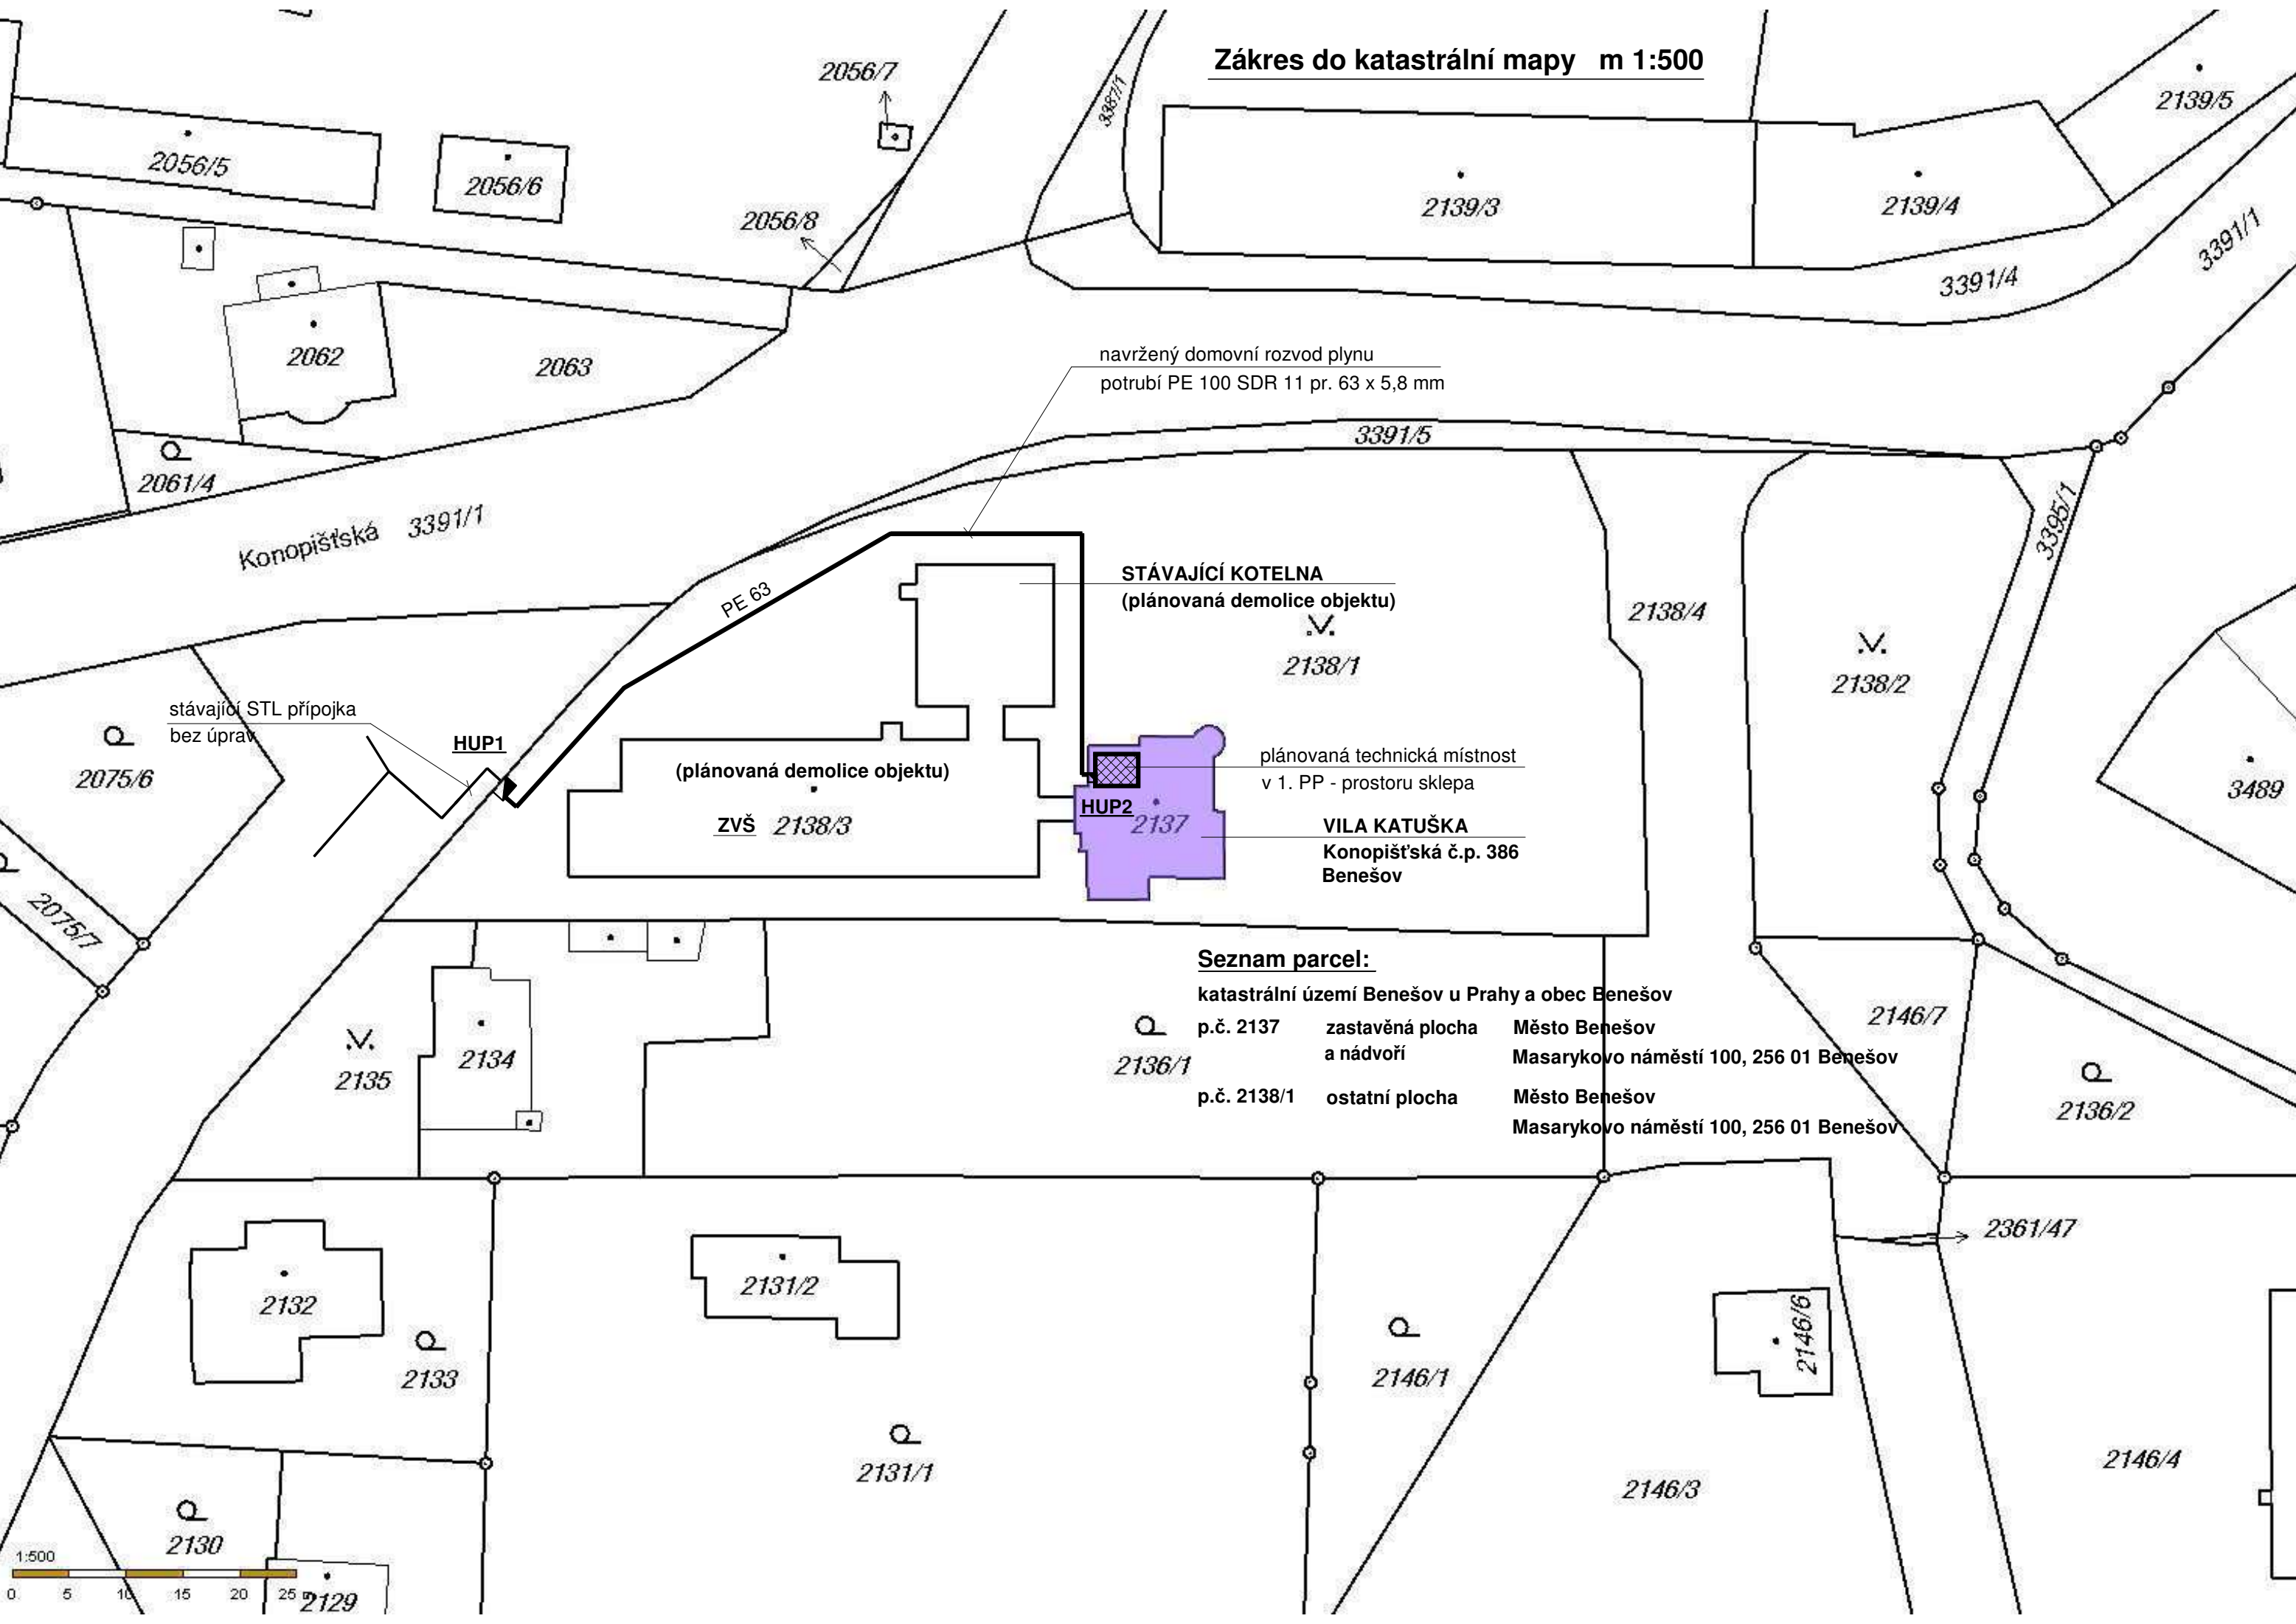 Zákres do katastrální mapy m 1:500
2056/7
3387/1
2139/5
2056/5
2056/6
2139/3
2139/4
2056/8
3391/1
3391/4
2062
2063
navržený domovní rozvod plynu
potrubí PE 100 SDR 11 pr. 63 x 5,8 mm
3391/5
2061/4
3395/1
Konopišťská 3391/1
STÁVAJÍCÍ KOTELNA
(plánovaná demolice objektu)
PE 63
2138/4
2138/1
2138/2
stávající STL přípojka
bez úprav
HUP1
2075/6
(plánovaná demolice objektu)
plánovaná technická místnost
v 1. PP - prostoru sklepa
3489
HUP2
ZVŠ 2138/3
2137
VILA KATUŠKA
Konopišťská č.p. 386
Benešov
2075/7
Seznam parcel:
katastrální území Benešov u Prahy a obec Benešov
p.č. 2137 zastavěná plocha Město Benešov
a nádvoří Masarykovo náměstí 100, 256 01 Benešov
p.č. 2138/1 ostatní plocha Město Benešov
Masarykovo náměstí 100, 256 01 Benešov
2146/7
2134
2135
2136/1
2136/2
2361/47
2132
2131/2
2146/6
2133
2146/1
2131/1
2146/3
2146/4
2130
1:500
0 5 10 15 20 25
2129